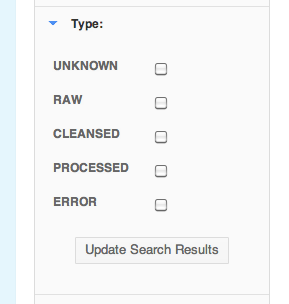 Type:
UNKNOWN
RAW
CLEANSED
PROCESSED
ERROR
Update Search Results